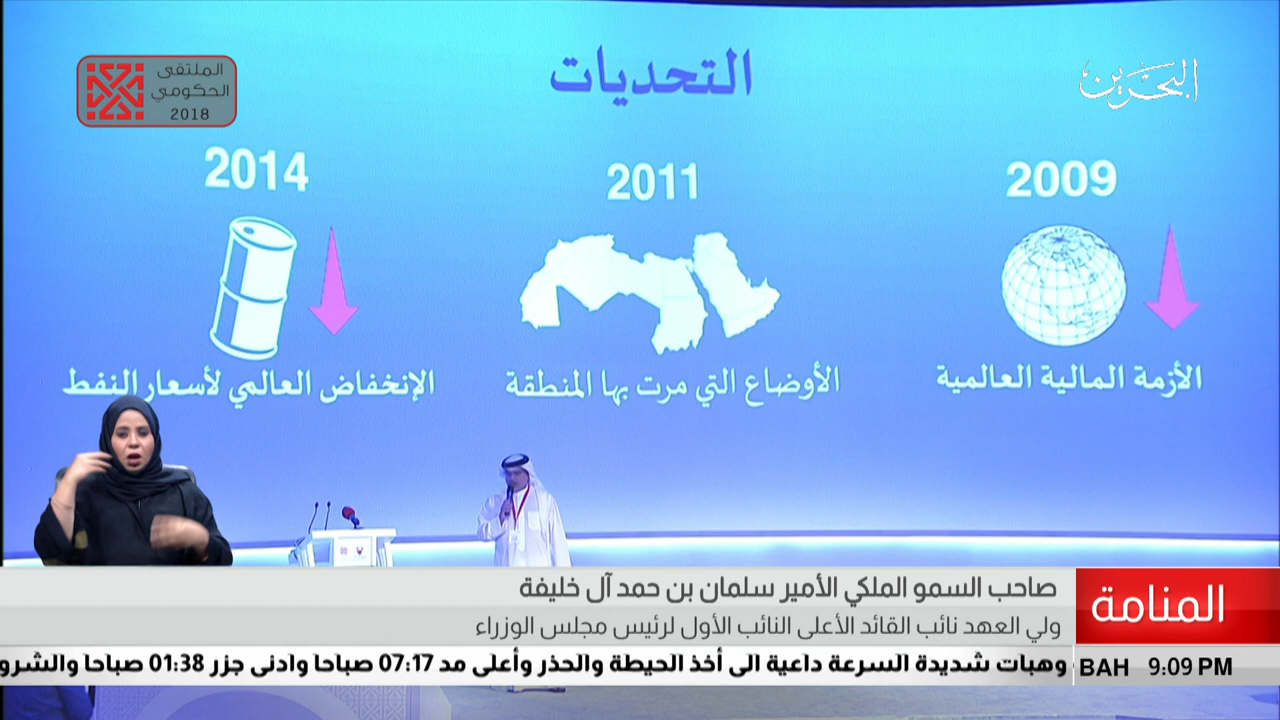 البحرين
الملتقى
الحكومي
2018
التحديات
2009
الأزمة المالية العالمية
2011
الأوضاع التي مرت بها المنطقة
2014
الإنخفاض العالمي لأسعار النفط
المنامة
صاحب السمو الملكي الأمير سلمان بن حمد آل خليفة
ولي العهد نائب القائد الأعلى النائب الأول لرئيس مجلس الوزراء
BAH 9:09 PM
وهبات شديدة السرعة داعية الى أخذ الحيطة والحذر وأعلى مد 07:17 صباحا وادنى جزر 01:38 صباحا والشرو